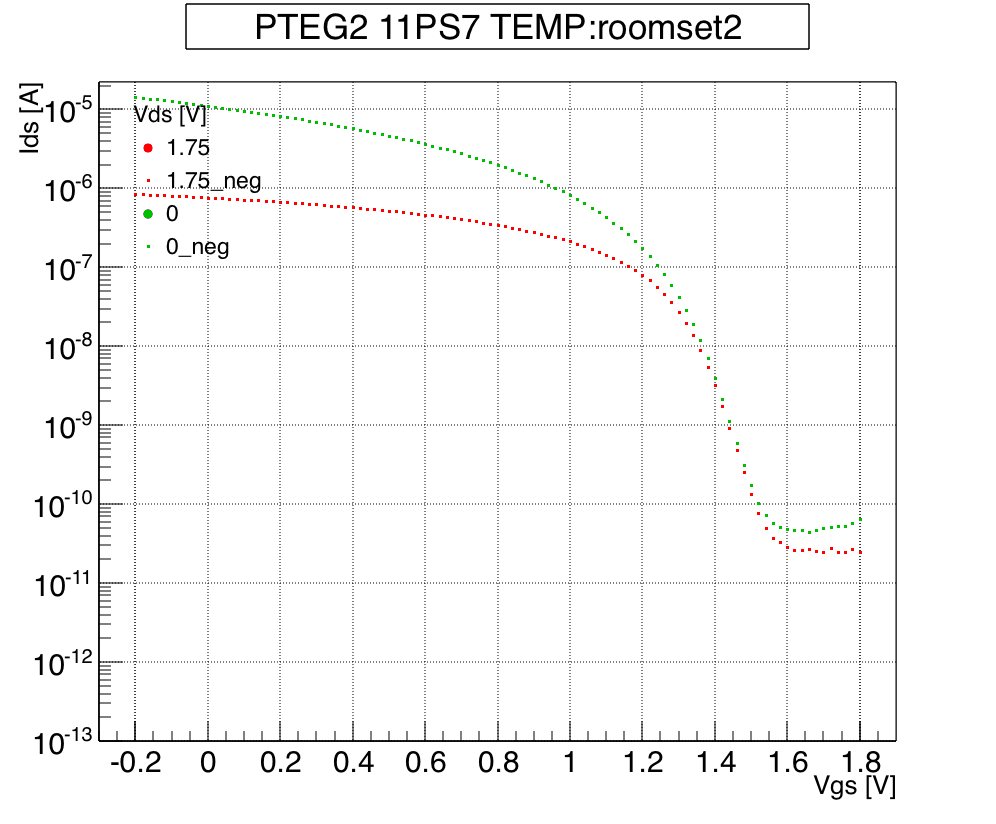 PTEG2 11PS7 TEMP:roomset2
Ids [A]
Vds [V]
1.75
1.75_neg
0
0_neg
10^-5
10^-6
10^-7
10^-8
10^-9
10^-10
10^-11
10^-12
10^-13
-0.2 0 0.2 0.4 0.6 0.8 1 1.2 1.4 1.6 1.8
Vgs [V]